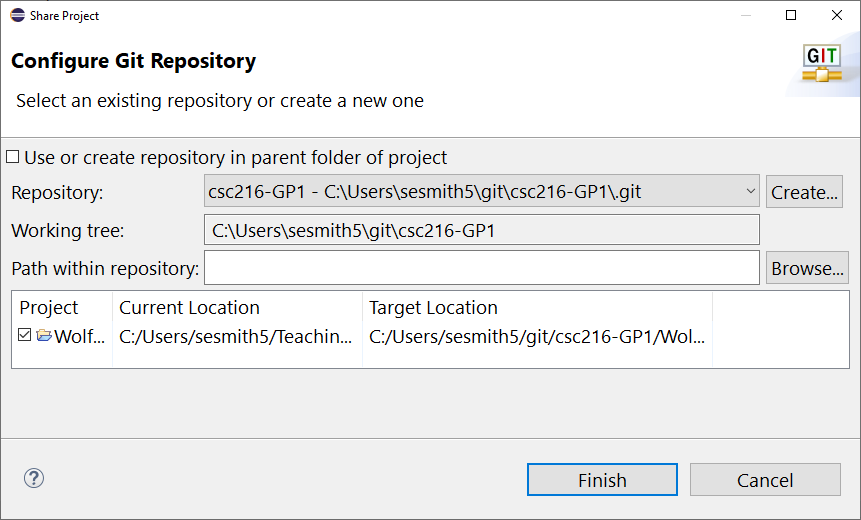 Share Project
Configure Git Repository
GIT
Select an existing repository or create a new one
Use or create repository in parent folder of project
Repository: csc216-GP1 - C:\Users\sesmith5\git\csc216-GP1\.git Create...
Working tree: C:\Users\sesmith5\git\csc216-GP1
Path within repository: Browse...
Project Current Location Target Location
Wolf... C:/Users/sesmith5/Teachin... C:/Users/sesmith5/git/csc216-GP1/Wol...
? Finish Cancel